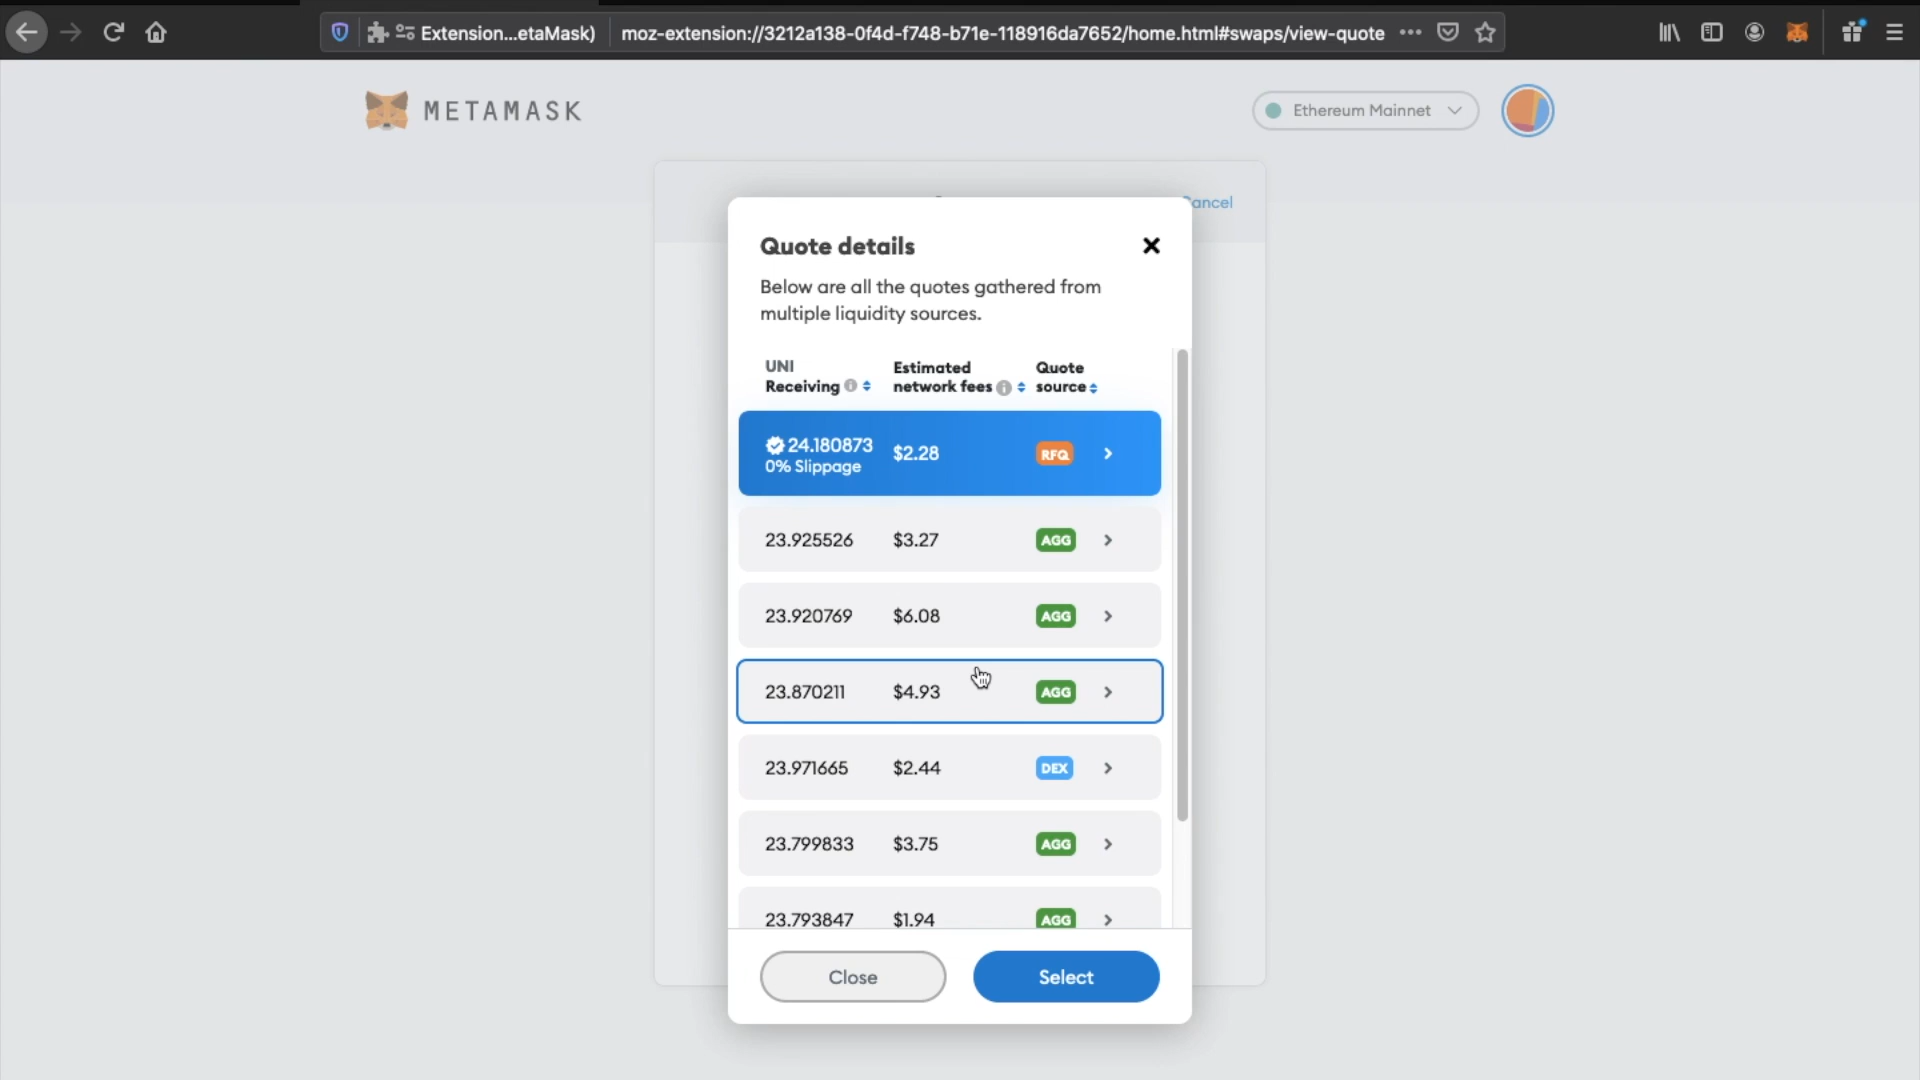 Extension...etaMask) moz-extension://3212a138-0f4d-f748-b71e-118916da7652/home.html#swaps/view-quote
METAMASK
Ethereum Mainnet
Cancel
Quote details
Below are all the quotes gathered from
multiple liquidity sources.
UNI Estimated Quote
Receiving network fees source
24.180873 $2.28 RFQ
0% Slippage
23.925526 $3.27 AGG
23.920769 $6.08 AGG
23.870211 $4.93 AGG
23.971665 $2.44 DEX
23.799833 $3.75 AGG
23.793847 $1.94 AGG
Close Select